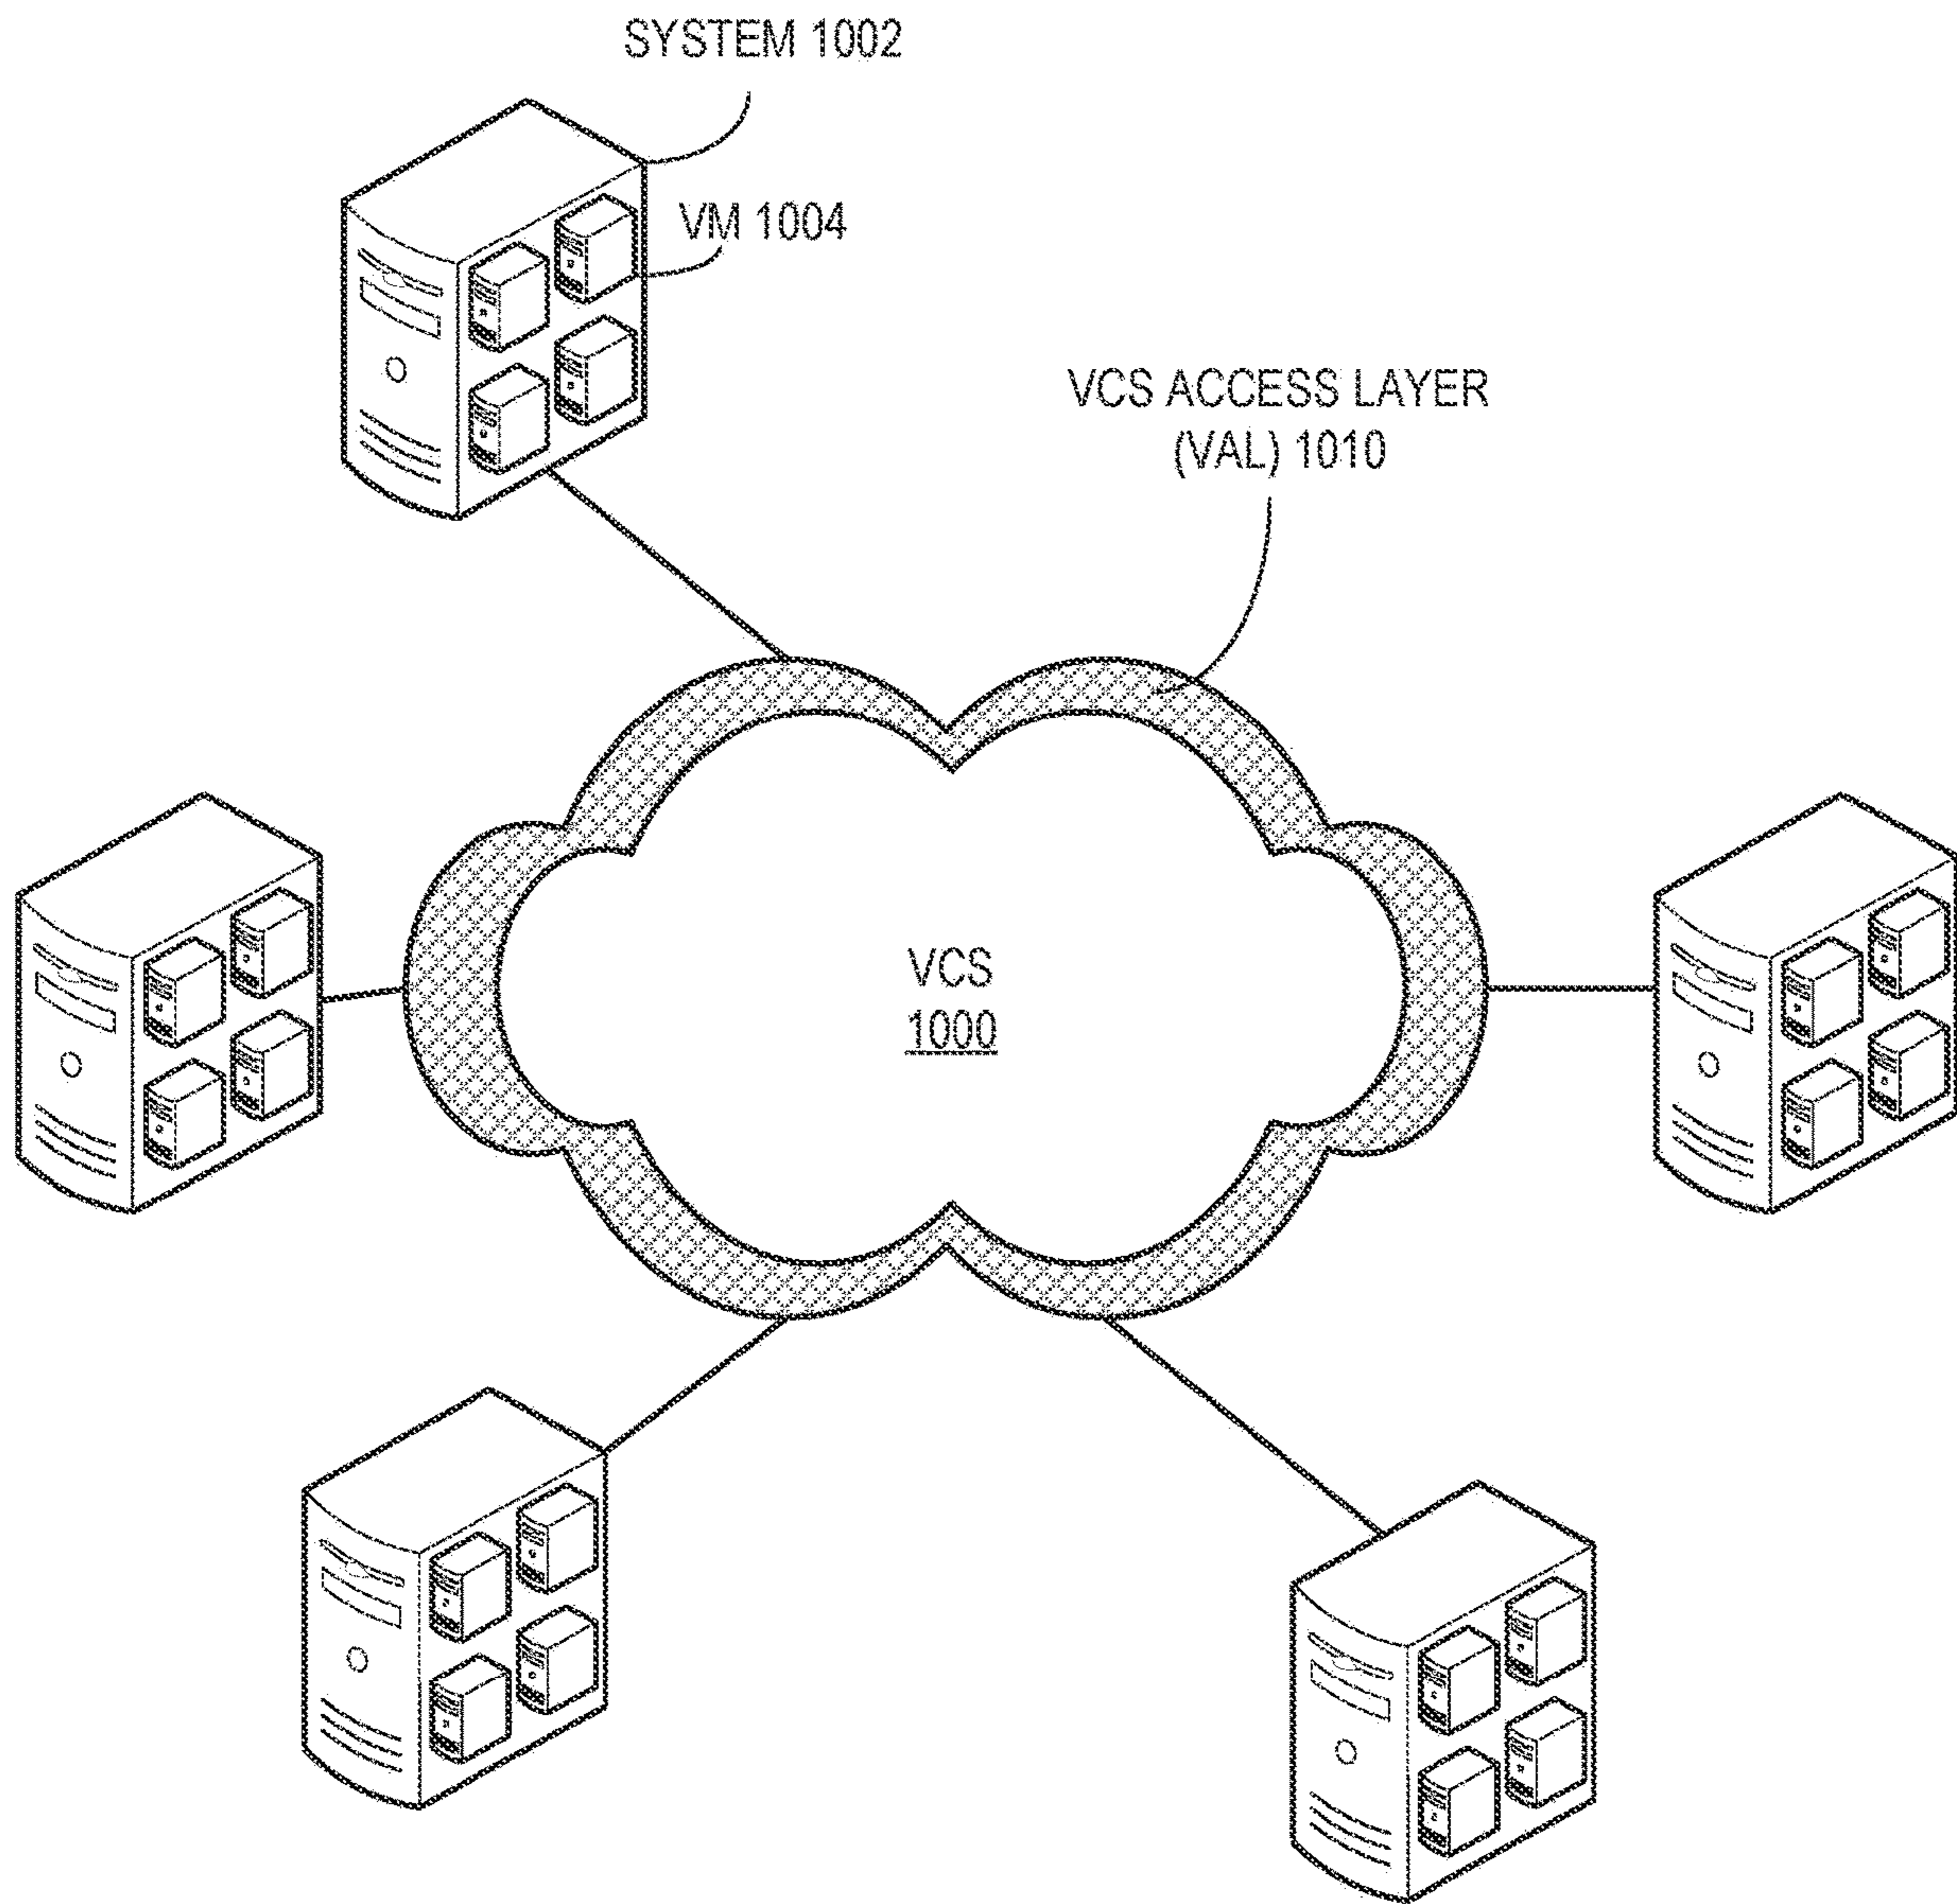 SYSTEM 1002
VM 1004
VCS ACCESS LAYER
(VAL) 1010
VCS
1000